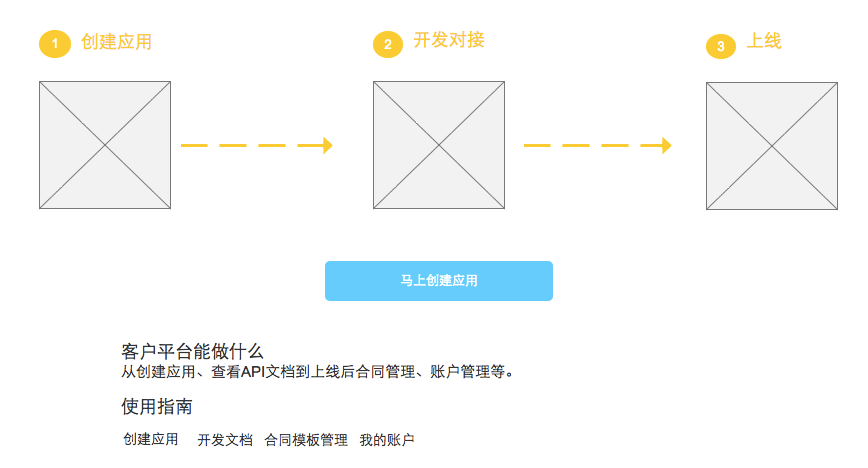 1 创建应用
2 开发对接
3 上线
马上创建应用
客户平台能做什么
从创建应用、查看API文档到上线后合同管理、账户管理等。
使用指南
创建应用 开发文档 合同模板管理 我的账户